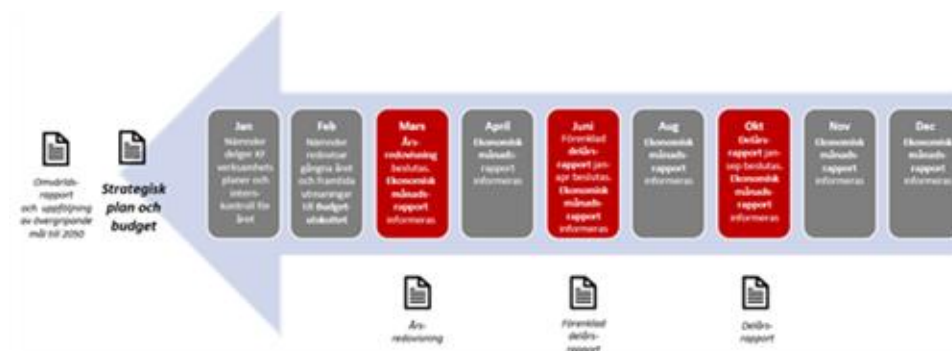 Omvärlds-
rapport
och uppföljning
av övergripande
mål till 2050
Strategisk
plan och
budget
Jan
Nämnder
delger KF
verksamhets
planer och
intern-
kontroll för
året
Feb
Nämnder
redovisar
gångna året
och framtida
utmaningar
till Budget
utskottet
Mars
Års-
redovisning
beslutas.
Ekonomisk
månads-
rapport
informeras
April
Ekonomisk
månads-
rapport
informeras
Juni
Förenklad
delårs-
rapport jan-
apr beslutas.
Ekonomisk
månads-
rapport
informeras
Aug
Ekonomisk
månads-
rapport
informeras
Okt
Delårs-
rapport jan-
sep beslutas.
Ekonomisk
månads-
rapport
informeras
Nov
Ekonomisk
månads-
rapport
informeras
Dec
Ekonomisk
månads-
rapport
informeras
Års-
redovisning
Förenklad
delårs-
rapport
Delårs-
rapport